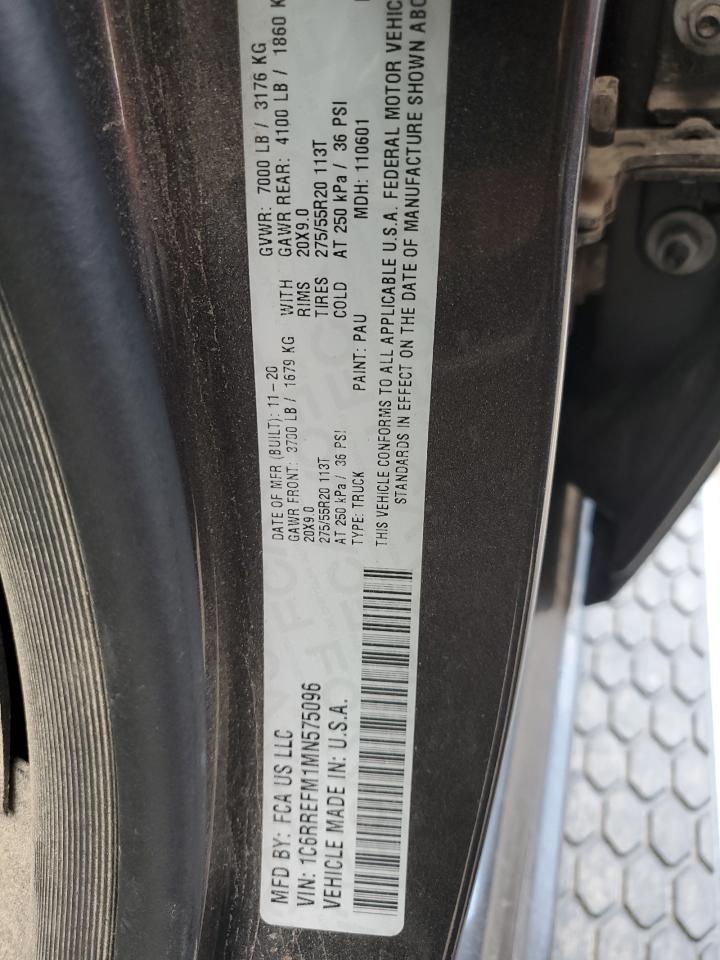 MFD BY: FCA US LLC
VIN: 1C6RREFM1MN575096
VEHICLE MADE IN: U.S.A.
DATE OF MFR (BUILT): 11-20 GVWR: 7000 LB / 3176 KG
GAWR FRONT: 3700 LB / 1679 KG WITH GAWR REAR: 4100 LB / 1860 K
20X9.0 RIMS 20X9.0
275/55R20 113T TIRES 275/55R20 113T
AT 250 kPa / 36 PSI COLD AT 250 kPa / 36 PSI
TYPE: TRUCK PAINT: PAU MDH: 110601
THIS VEHICLE CONFORMS TO ALL APPLICABLE U.S.A. FEDERAL MOTOR VEHIC
STANDARDS IN EFFECT ON THE DATE OF MANUFACTURE SHOWN ABO